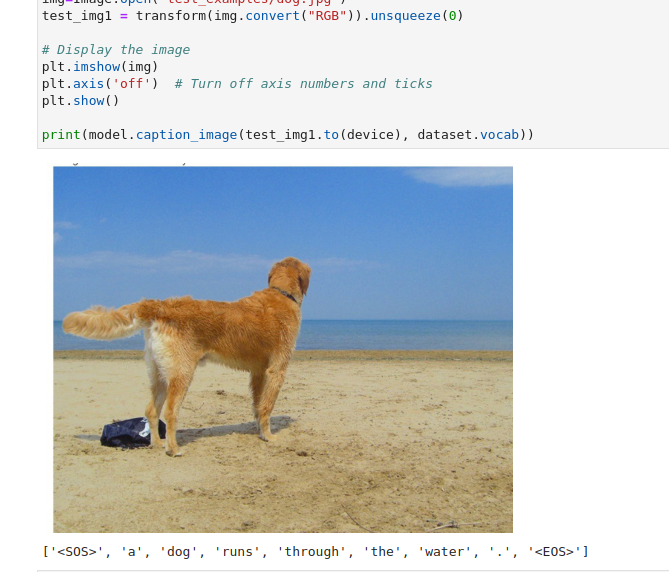 img=Image.open("test_examples/dog.jpg")
test_img1 = transform(img.convert("RGB")).unsqueeze(0)
# Display the image
plt.imshow(img)
plt.axis('off')  # Turn off axis numbers and ticks
plt.show()
print(model.caption_image(test_img1.to(device), dataset.vocab))
['<SOS>', 'a', 'dog', 'runs', 'through', 'the', 'water', '.', '<EOS>']